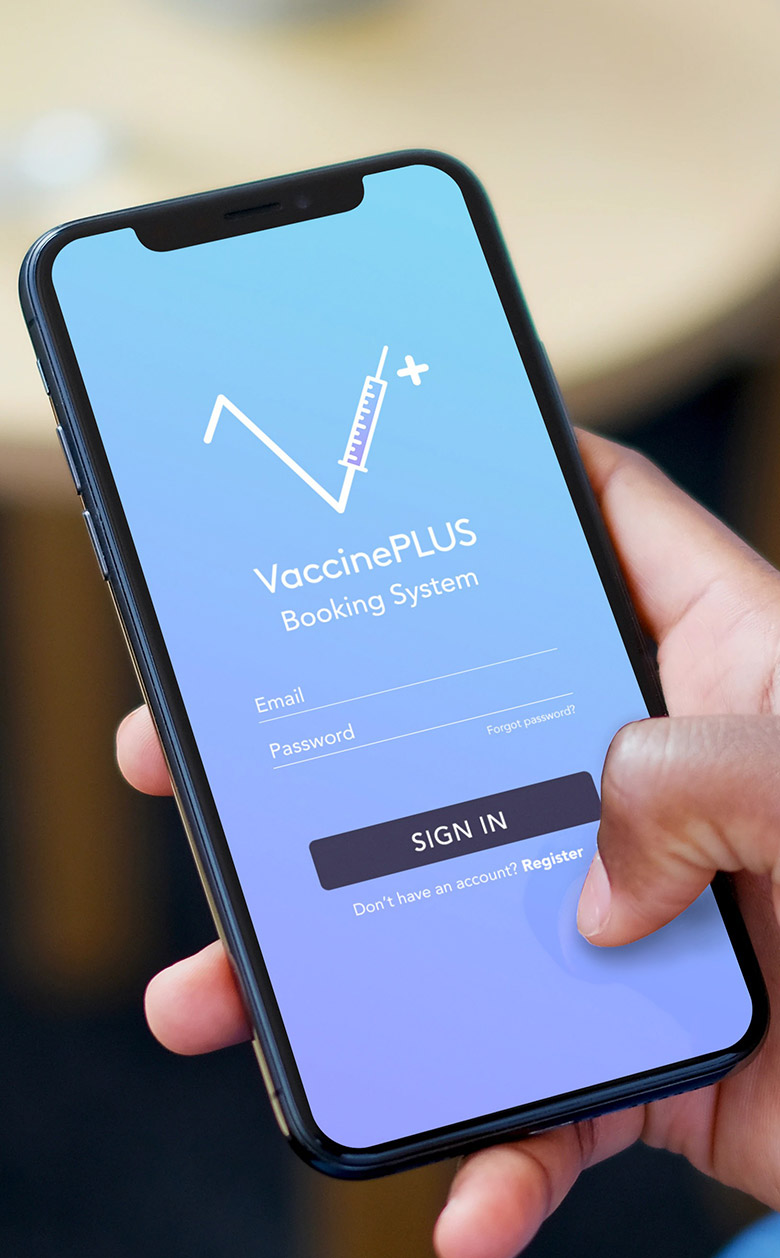 VaccinePLUS
Booking System
Email
Password
Forgot password?
SIGN IN
Don't have an account? Register